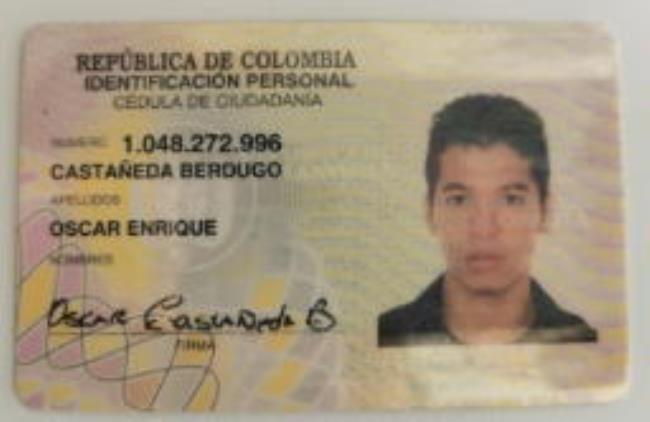 REPÚBLICA DE COLOMBIA
IDENTIFICACIÓN PERSONAL
CEDULA DE CIUDADANÍA
NUMERO 1.048.272.996
CASTAÑEDA BERDUGO
APELLIDOS
OSCAR ENRIQUE
NOMBRES
Oscar Castañeda B
FIRMA